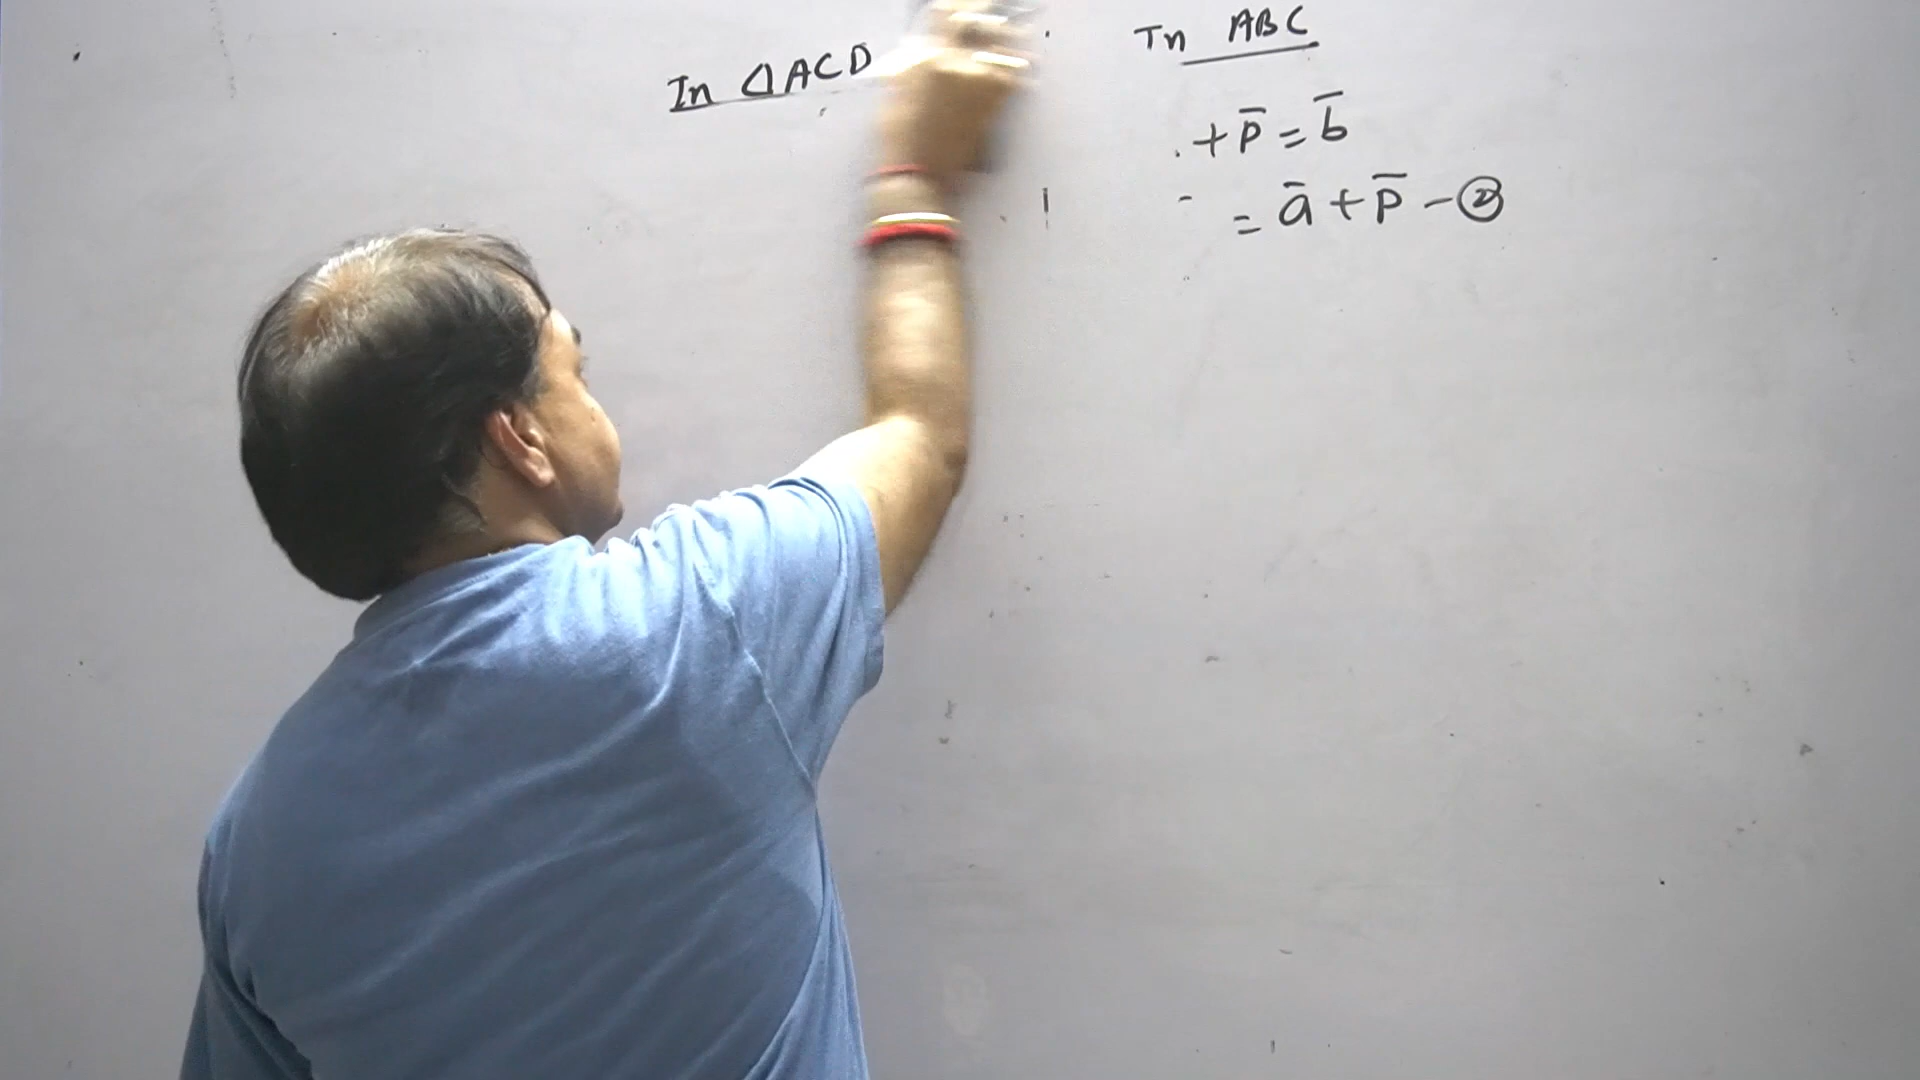 In △ACD
In ABC
+ p̅ = b̅
= a̅ + p̅ - ②